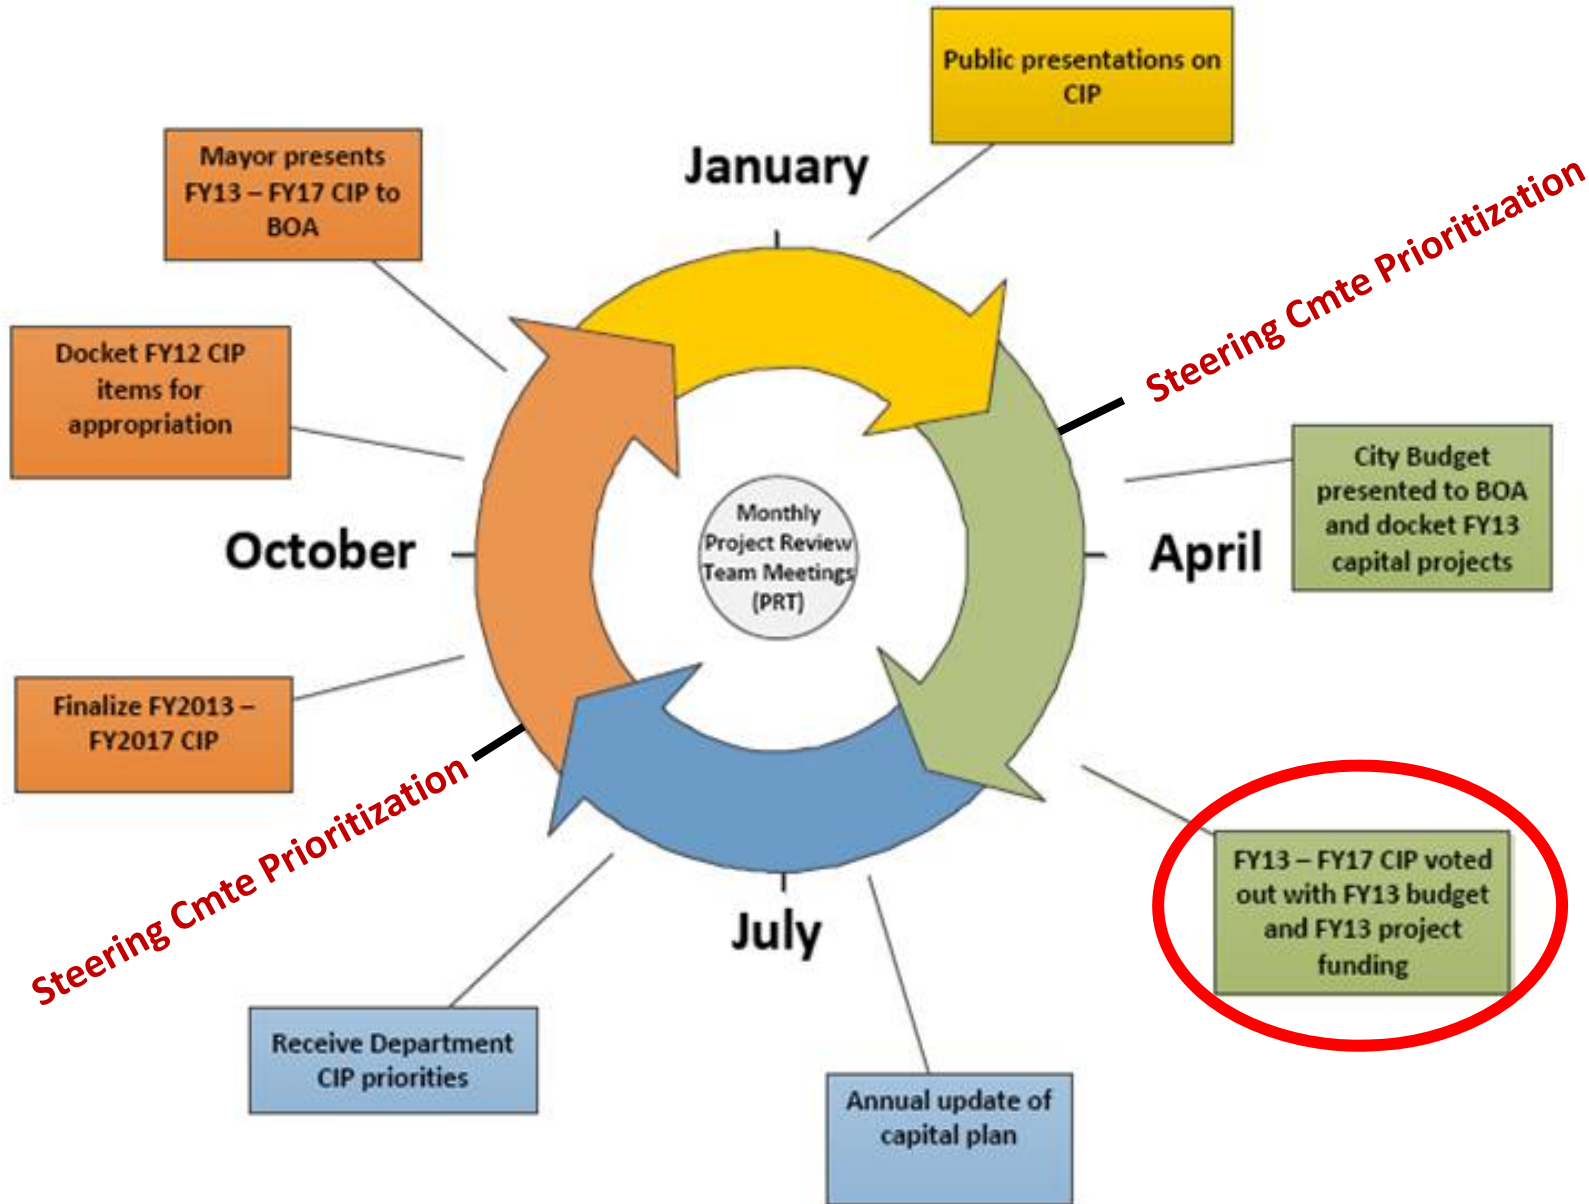 Public presentations on
CIP
January
Mayor presents
FY13 – FY17 CIP to
BOA
Steering Cmte Prioritization
Docket FY12 CIP
items for
appropriation
City Budget
presented to BOA
and docket FY13
capital projects
October
Monthly
Project Review
Team Meetings
(PRT)
April
Finalize FY2013 –
FY2017 CIP
Steering Cmte Prioritization
FY13 – FY17 CIP voted
out with FY13 budget
and FY13 project
funding
July
Receive Department
CIP priorities
Annual update of
capital plan